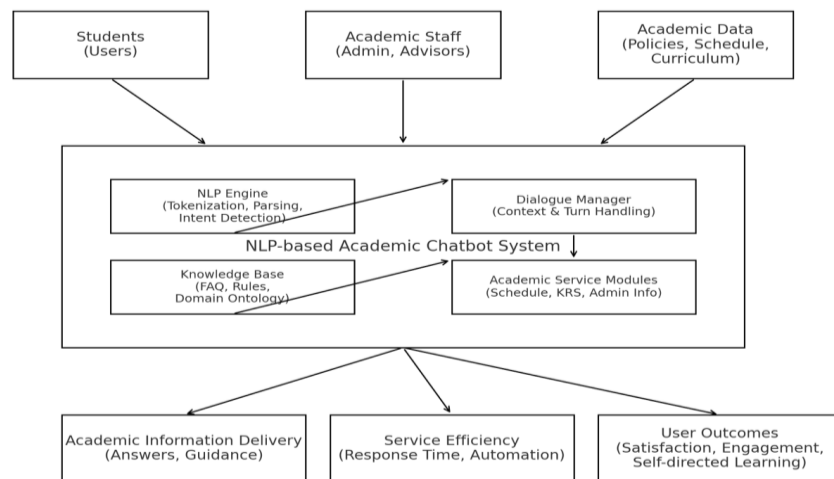 Students
(Users)
Academic Staff
(Admin, Advisors)
Academic Data
(Policies, Schedule,
Curriculum)
NLP Engine
(Tokenization, Parsing,
Intent Detection)
Dialogue Manager
(Context & Turn Handling)
NLP-based Academic Chatbot System
Knowledge Base
(FAQ, Rules,
Domain Ontology)
Academic Service Modules
(Schedule, KRS, Admin Info)
Academic Information Delivery
(Answers, Guidance)
Service Efficiency
(Response Time, Automation)
User Outcomes
(Satisfaction, Engagement,
Self-directed Learning)